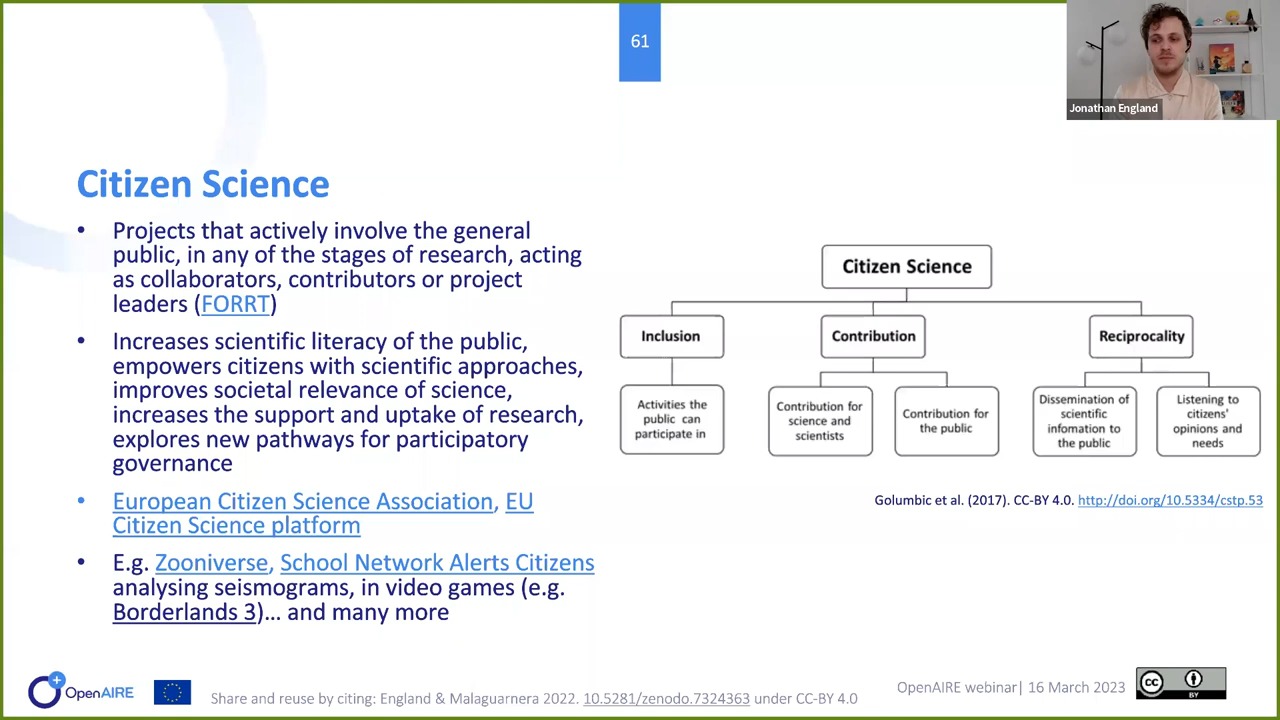 61
Jonathan England
Citizen Science
• Projects that actively involve the general
public, in any of the stages of research, acting
as collaborators, contributors or project
leaders (FORRT)
• Increases scientific literacy of the public,
empowers citizens with scientific approaches,
improves societal relevance of science,
increases the support and uptake of research,
explores new pathways for participatory
governance
• European Citizen Science Association, EU
Citizen Science platform
• E.g. Zooniverse, School Network Alerts Citizens
analysing seismograms, in video games (e.g.
Borderlands 3)... and many more
Citizen Science
Inclusion
Contribution
Reciprocality
Activities the
public can
participate in
Contribution for
science and
scientists
Contribution for
the public
Dissemination of
scientific
infomation to
the public
Listening to
citizens'
opinions and
needs
Golumbic et al. (2017). CC-BY 4.0. http://doi.org/10.5334/cstp.53
OpenAIRE
Share and reuse by citing: England & Malaguarnera 2022. 10.5281/zenodo.7324363 under CC-BY 4.0
OpenAIRE webinar| 16 March 2023
cc
BY